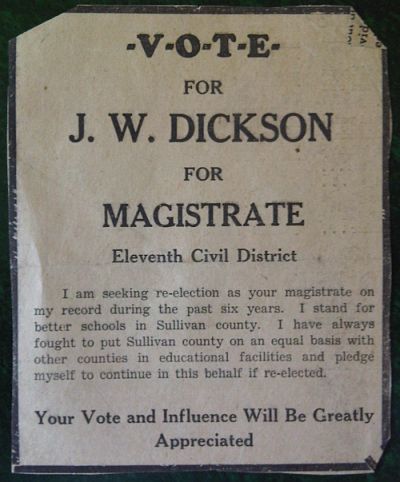 -V-O-T-E-
FOR
J. W. DICKSON
FOR
MAGISTRATE
Eleventh Civil District
I am seeking re-election as your magistrate on
my record during the past six years. I stand for
better schools in Sullivan county. I have always
fought to put Sullivan county on an equal basis with
other counties in educational facilities and pledge
myself to continue in this behalf if re-elected.
Your Vote and Influence Will Be Greatly
Appreciated